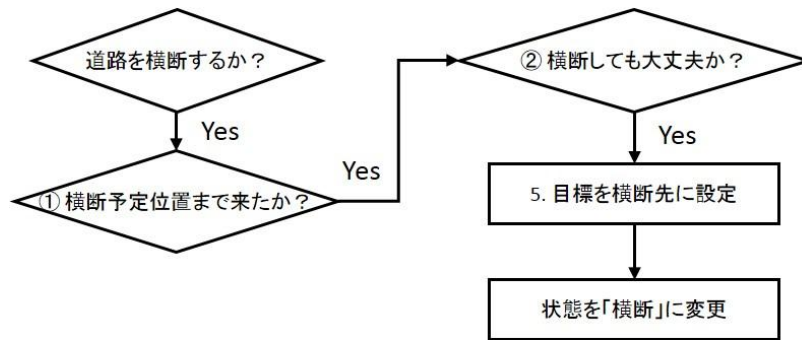 道路を横断するか？
Yes
① 横断予定位置まで来たか？
Yes
② 横断しても大丈夫か？
Yes
5. 目標を横断先に設定
状態を「横断」に変更